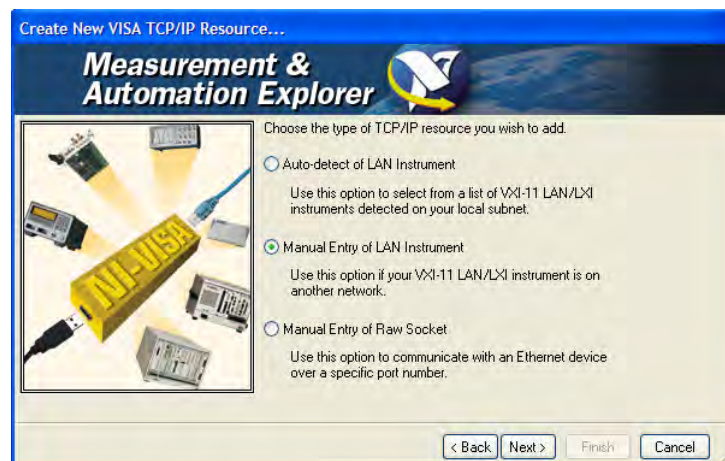 Create New VISA TCP/IP Resource...
Measurement &
Automation Explorer
Choose the type of TCP/IP resource you wish to add.
Auto-detect of LAN Instrument
Use this option to select from a list of VXI-11 LAN/LXI
instruments detected on your local subnet.
Manual Entry of LAN Instrument
Use this option if your VXI-11 LAN/LXI instrument is on
another network.
Manual Entry of Raw Socket
Use this option to communicate with an Ethernet device
over a specific port number.
NI-VISA
< Back Next > Finish Cancel